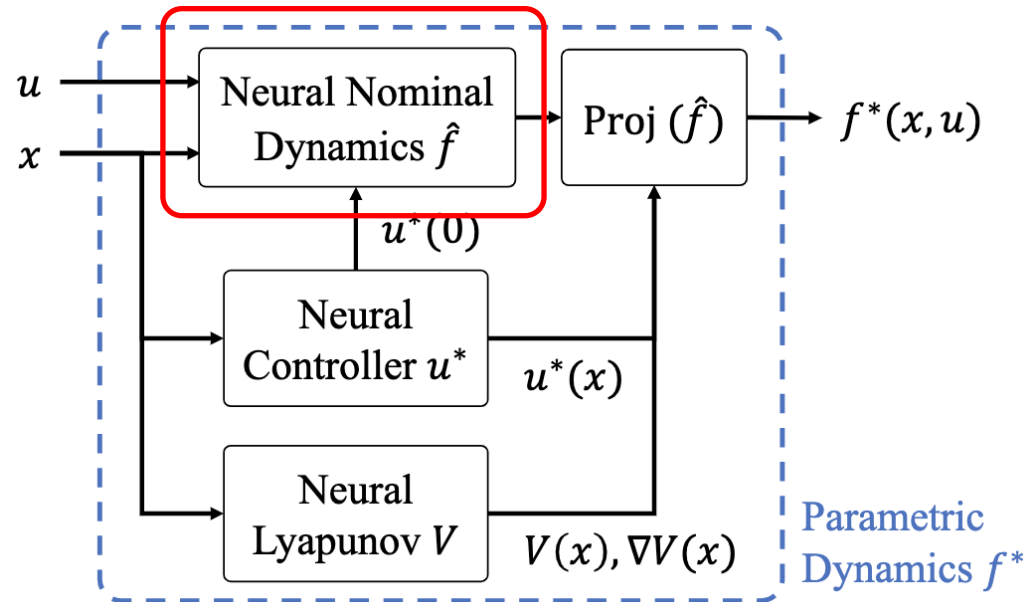 u
x
Neural Nominal
Dynamics f̂
Proj (f̂)
f*(x, u)
u*(0)
Neural
Controller u*
u*(x)
Neural
Lyapunov V
V(x), ∇V(x)
Parametric
Dynamics f*